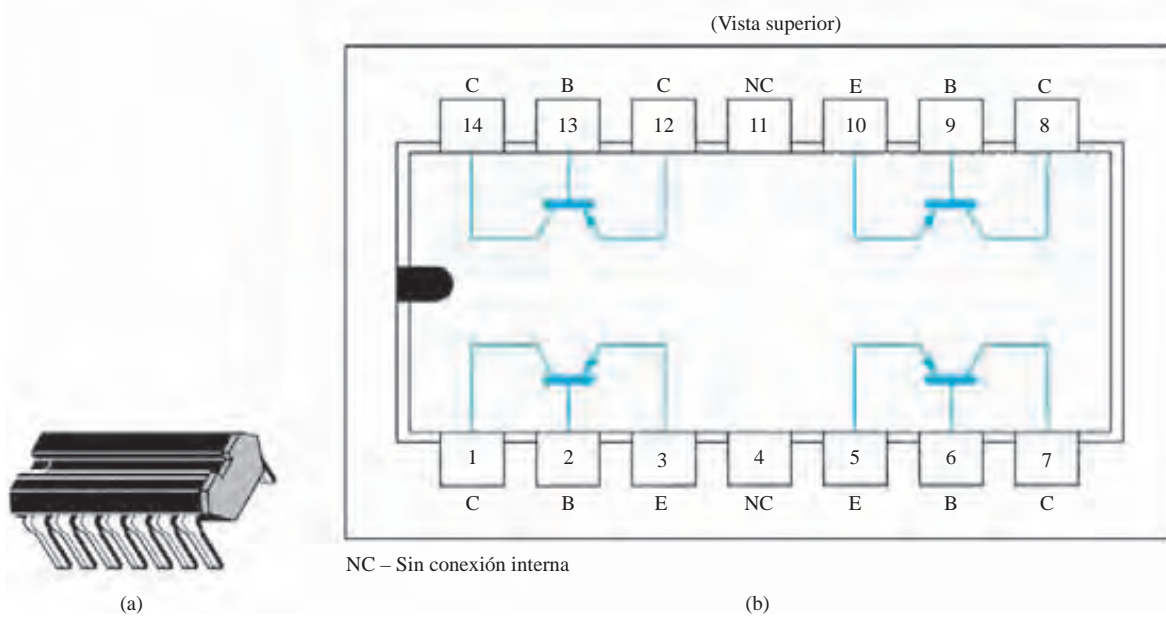 (Vista superior)
C B C NC E B C
14 13 12 11 10 9 8
1 2 3 4 5 6 7
C B E NC E B C
NC – Sin conexión interna
(a) (b)